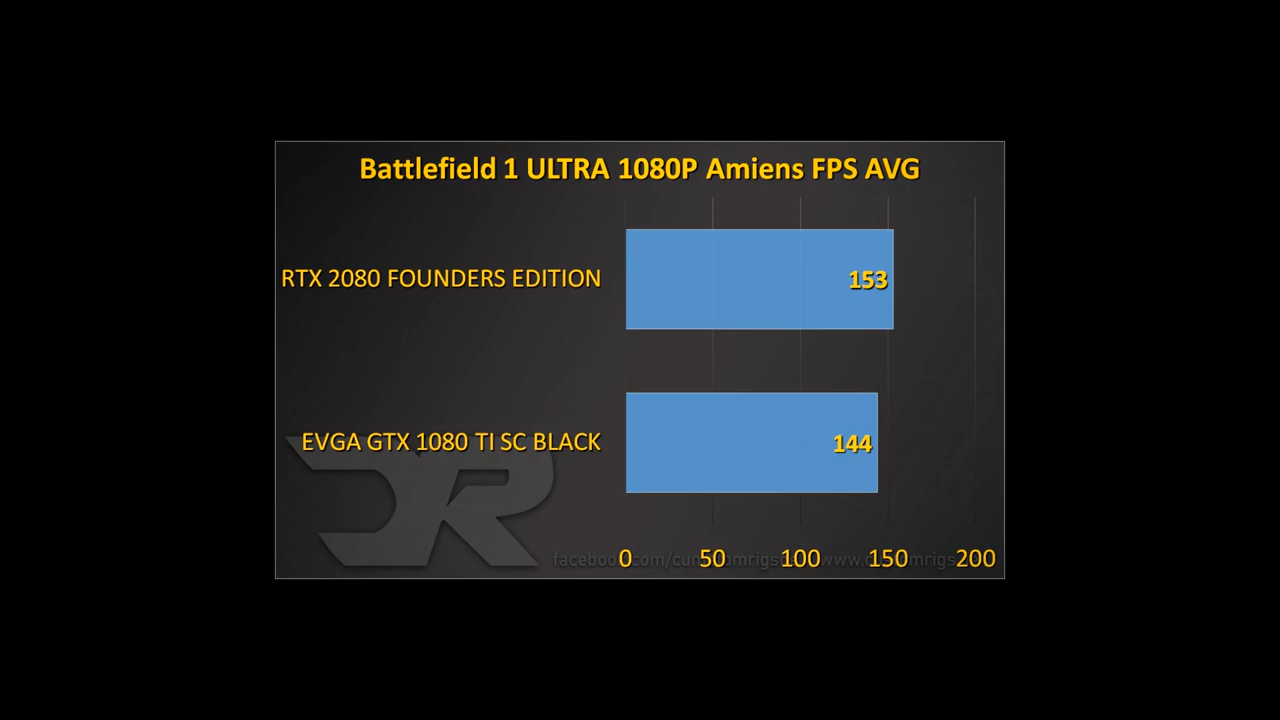 Battlefield 1 ULTRA 1080P Amiens FPS AVG
RTX 2080 FOUNDERS EDITION
153
EVGA GTX 1080 TI SC BLACK
144
0 50 100 150 200